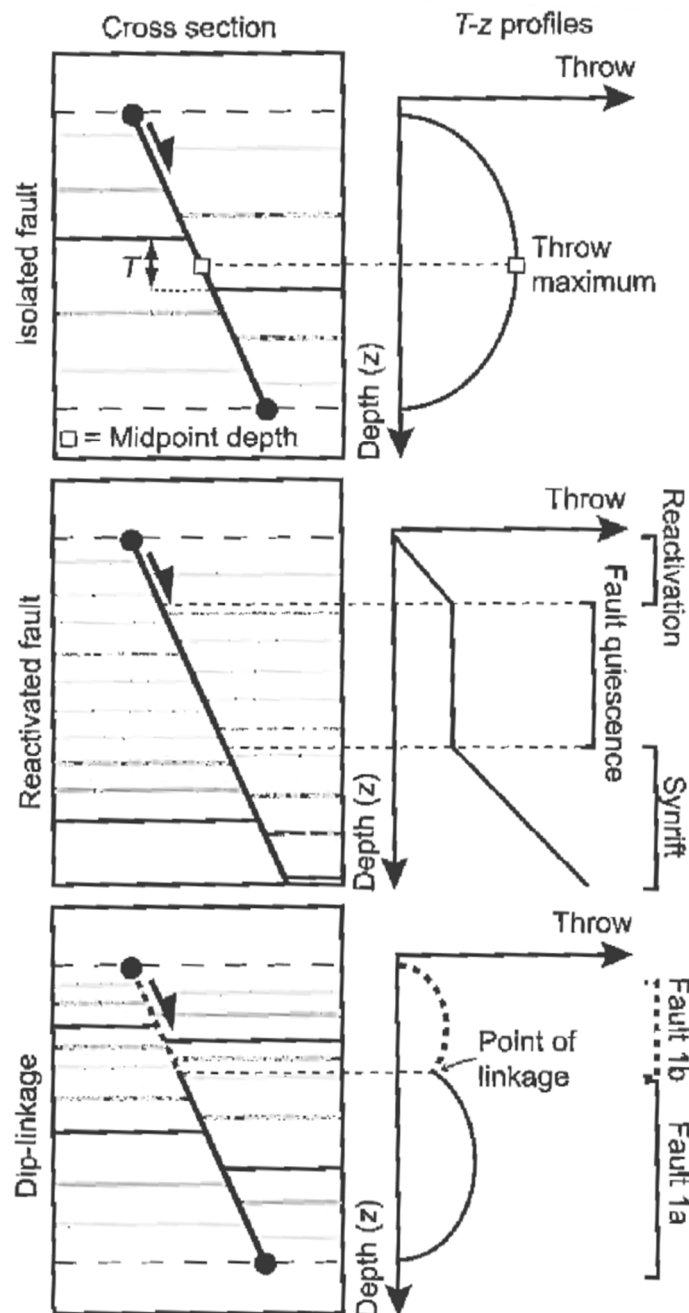 Cross section
T-z profiles
Isolated fault
T
□ = Midpoint depth
Throw
Throw
maximum
Depth (z)
Reactivated fault
Throw
Depth (z)
Reactivation
Fault quiescence
Synrift
Dip-linkage
Throw
Point of
linkage
Depth (z)
Fault 1b
Fault 1a